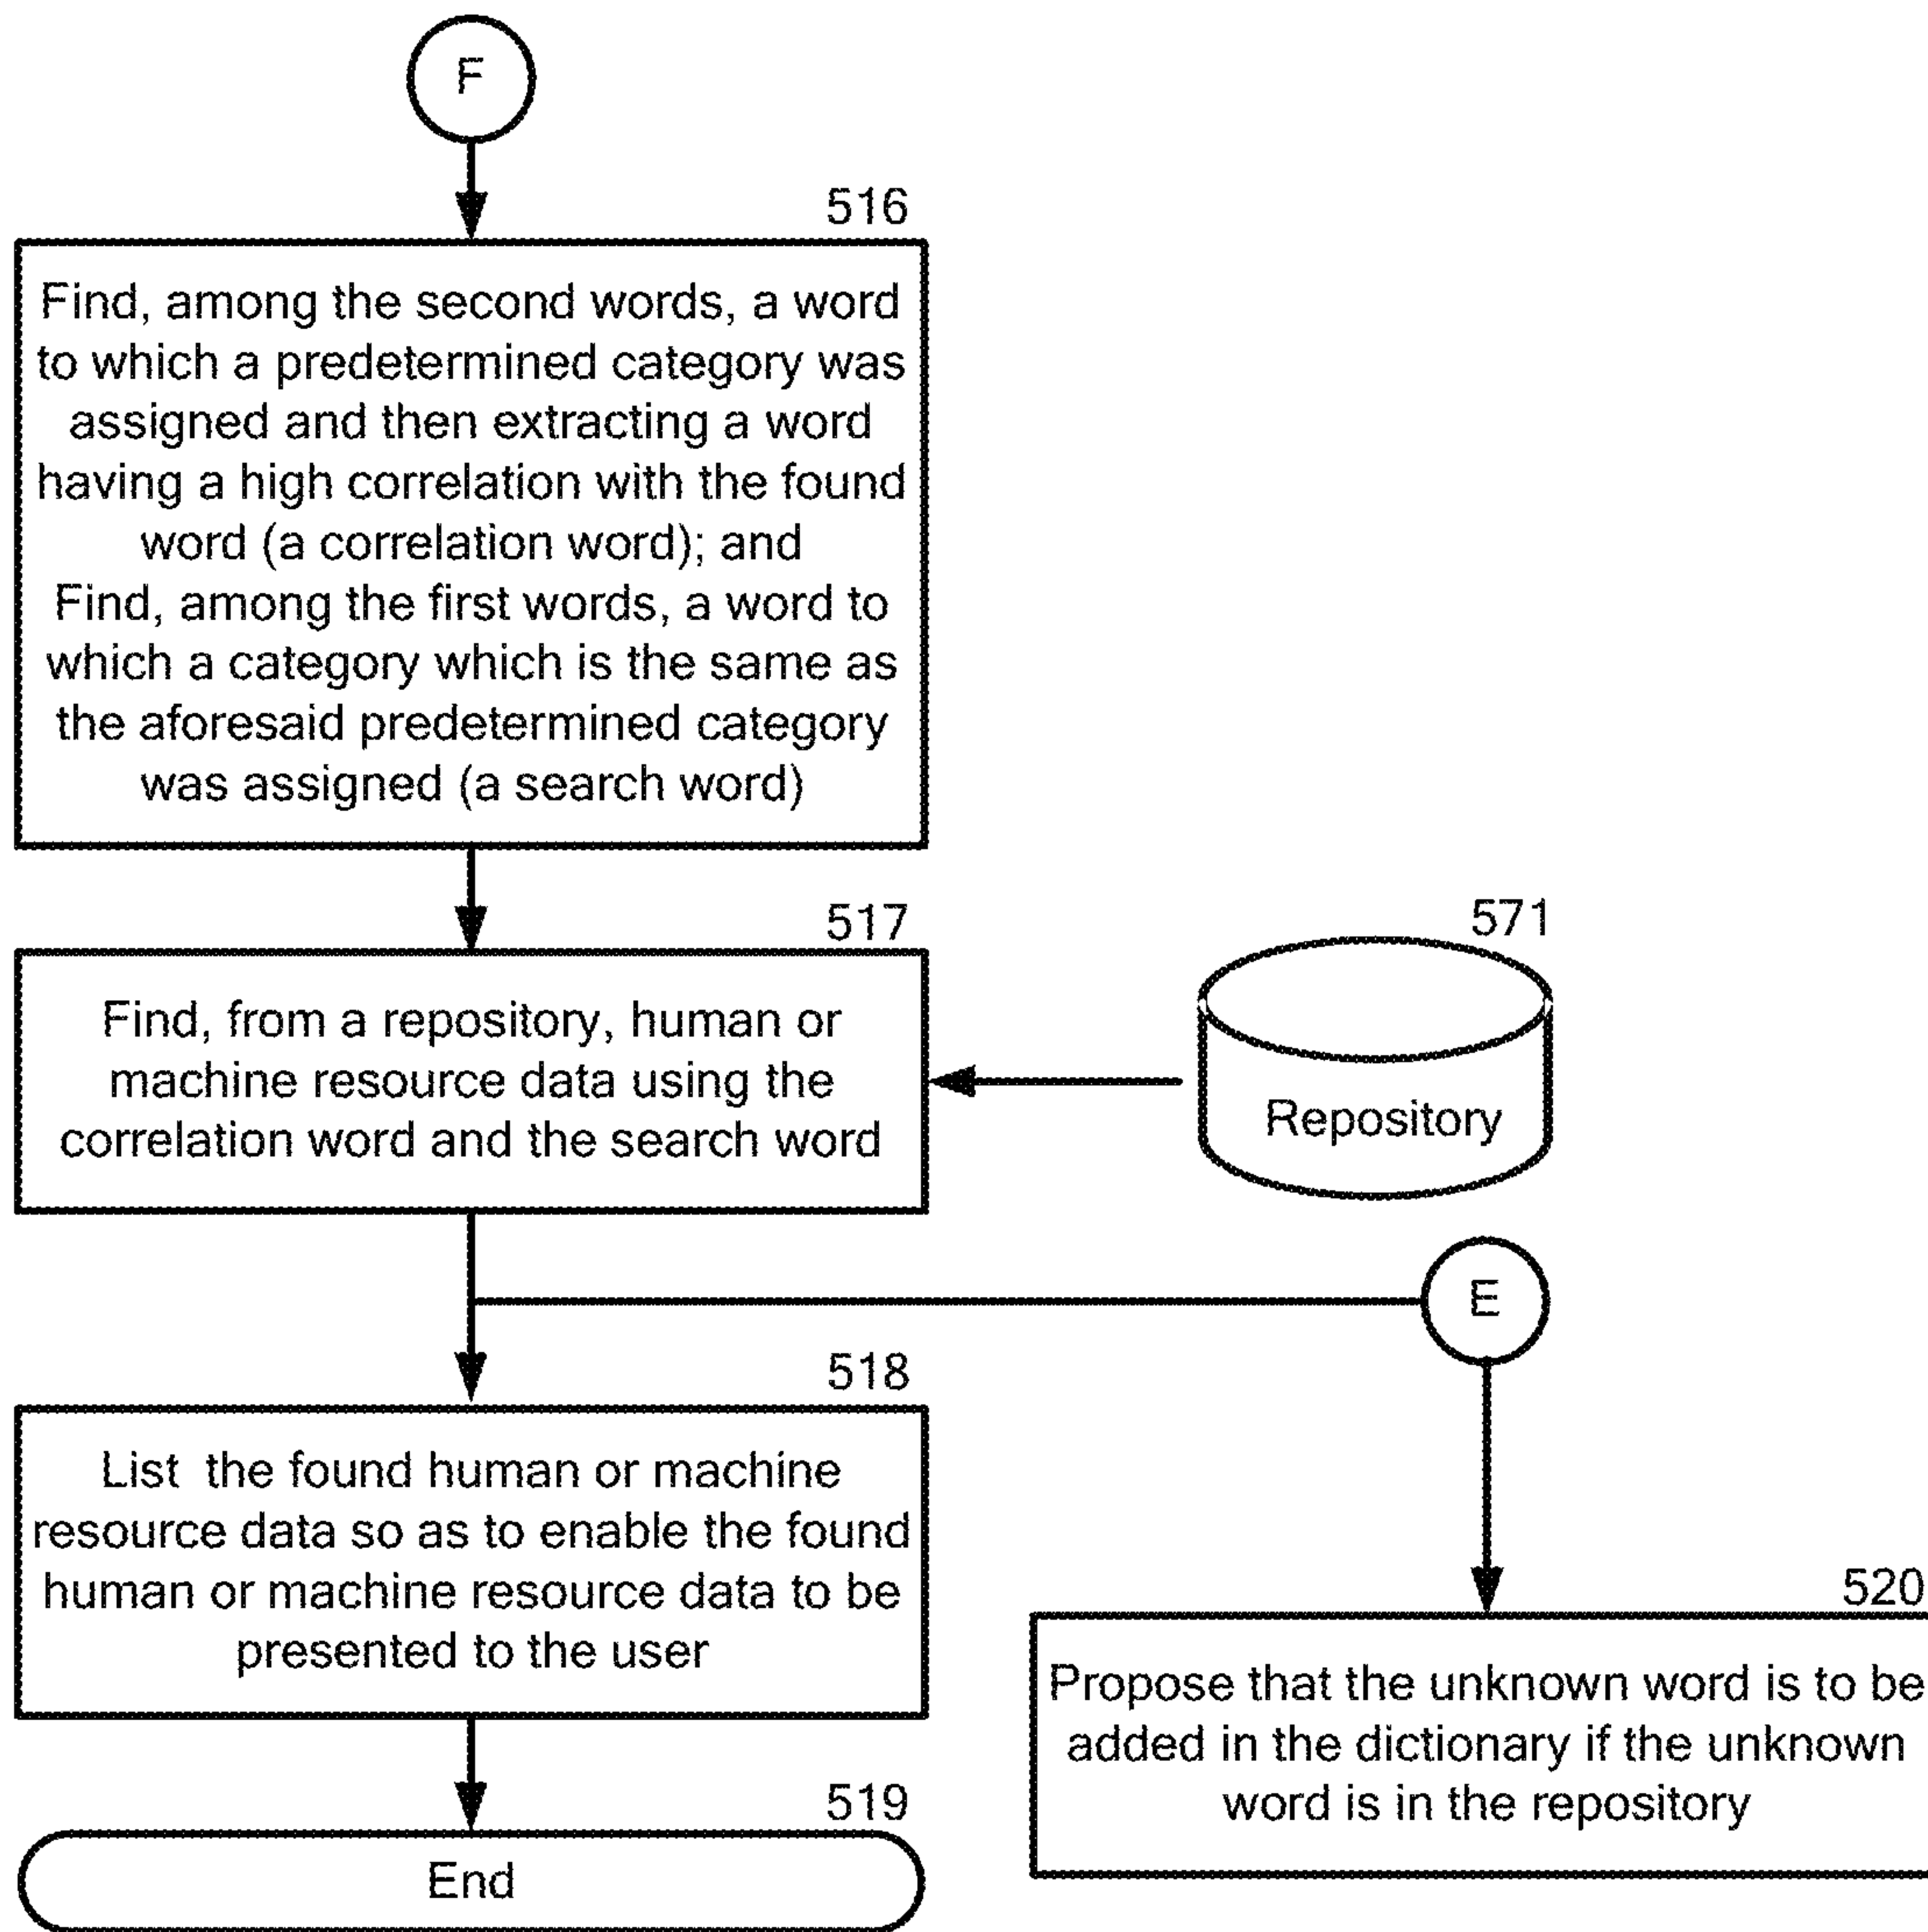 F
516
Find, among the second words, a word
to which a predetermined category was
assigned and then extracting a word
having a high correlation with the found
word (a correlation word); and
Find, among the first words, a word to
which a category which is the same as
the aforesaid predetermined category
was assigned (a search word)
517
Find, from a repository, human or
machine resource data using the
correlation word and the search word
571
Repository
E
518
List the found human or machine
resource data so as to enable the found
human or machine resource data to be
presented to the user
520
Propose that the unknown word is to be
added in the dictionary if the unknown
word is in the repository
519
End